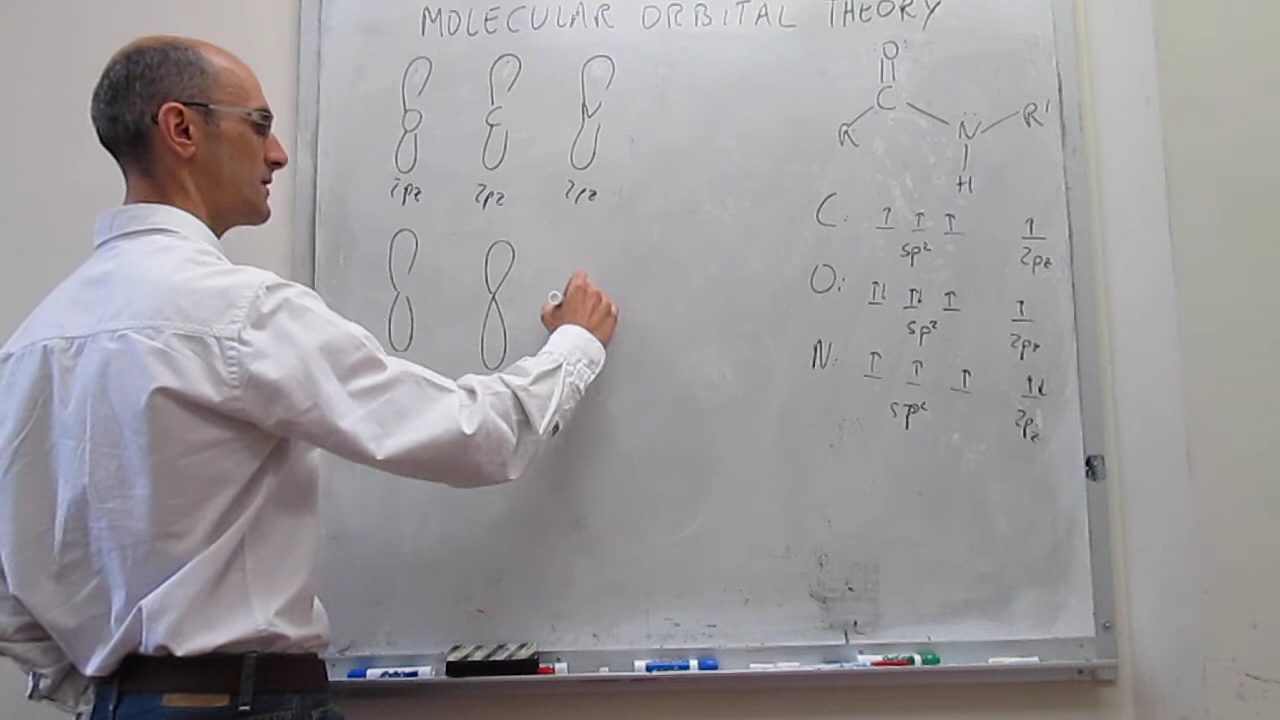 MOLECULAR ORBITAL THEORY
O C N
2pz 2pz 2pz
O
C
R N R'
H
C: ↑ ↑ ↑ ↑
sp² 2pz
O: ↑↓ ↑↓ ↑ ↑
sp² 2pz
N: ↑ ↑ ↑ ↑↓
sp² 2pz